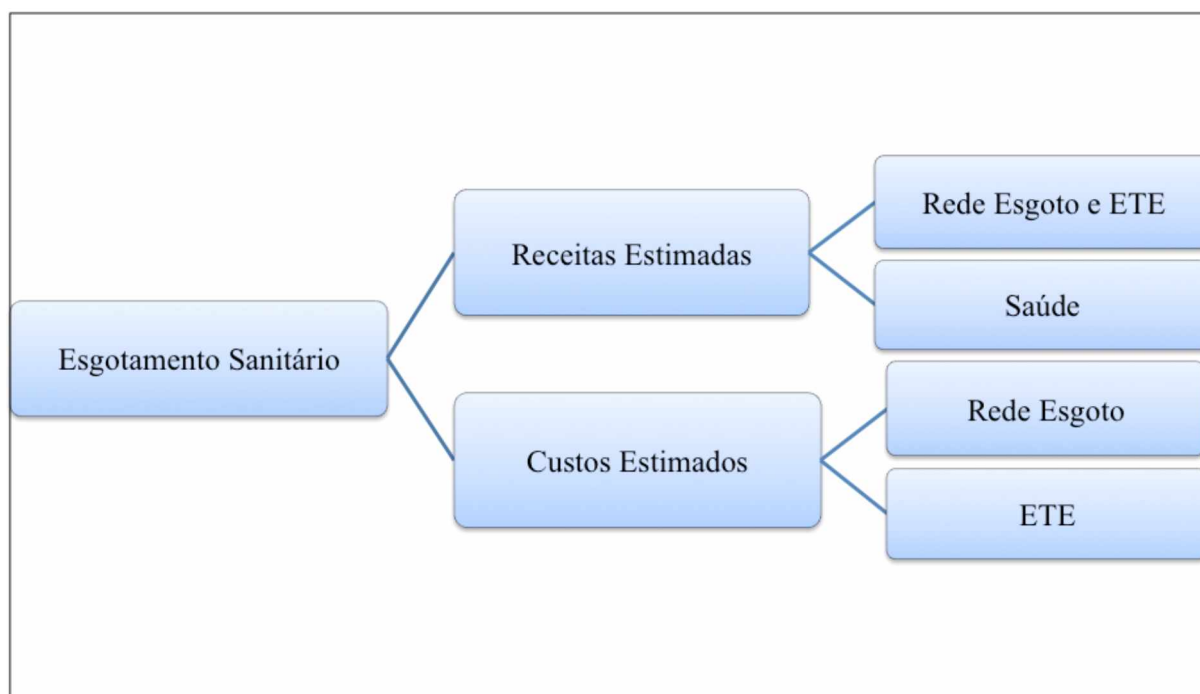 Esgotamento Sanitário
Receitas Estimadas
Rede Esgoto e ETE
Saúde
Custos Estimados
Rede Esgoto
ETE